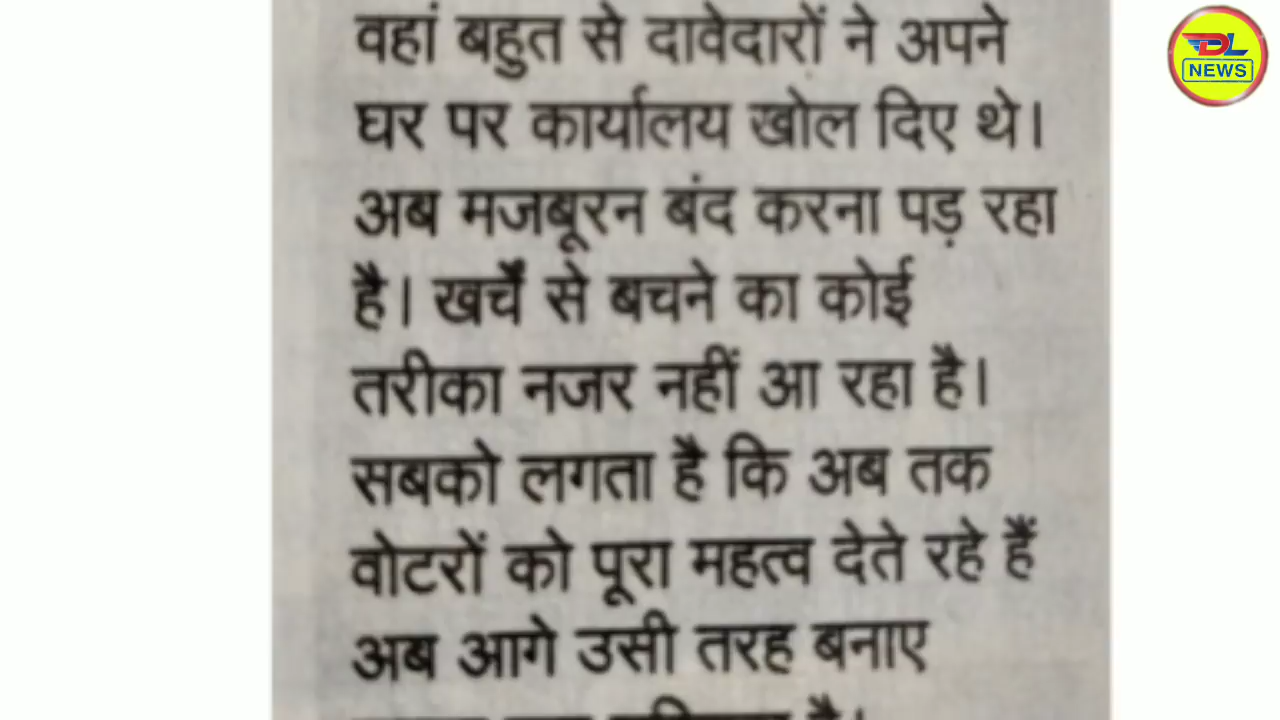 वहां बहुत से दावेदारों ने अपने
घर पर कार्यालय खोल दिए थे।
अब मजबूरन बंद करना पड़ रहा
है। खर्चे से बचने का कोई
तरीका नजर नहीं आ रहा है।
सबको लगता है कि अब तक
वोटरों को पूरा महत्व देते रहे हैं
अब आगे उसी तरह बनाए
है।
DL
NEWS